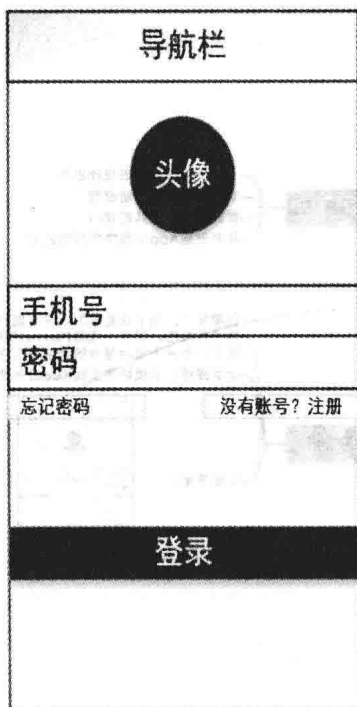 导航栏
头像
手机号
密码
忘记密码 没有账号？注册
登录